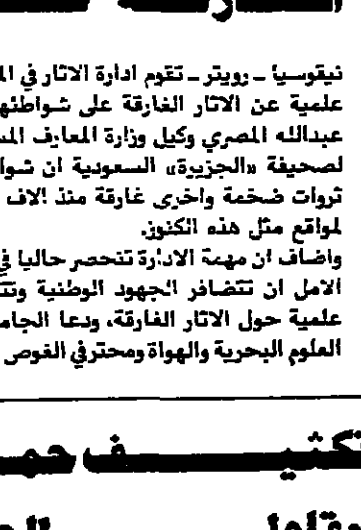 نيقوسيا ـ رويتر ـ تقوم ادارة الاثار في
علمية عن الاثار الغارقة على شواطئها
عبدالله المصري وكيل وزارة المعارف
لصحيفة «الجزيرة» السعودية ان
ثروات ضخمة واخرى غارقة منذ الاف
لمواقع مثل هذه الكنوز.
واضاف ان مهمة الادارة تنحصر حاليا في
الامل ان تتضافر الجهود الوطنية
علمية حول الاثار الغارقة، ودعا
العلوم البحرية والهواة ومحترفي الغوص
تكثيف